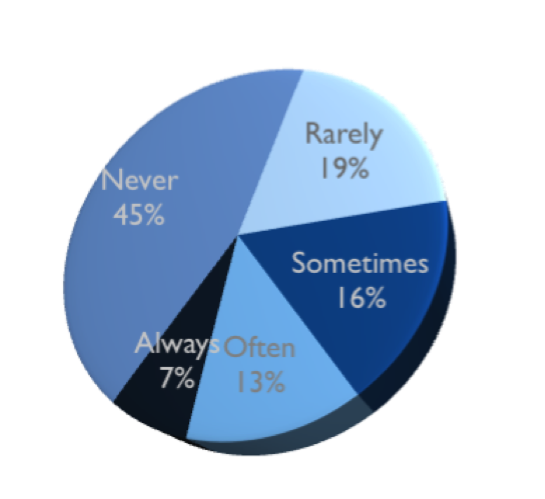 Rarely
19%
Never
45%
Sometimes
16%
Always
7%
Often
13%